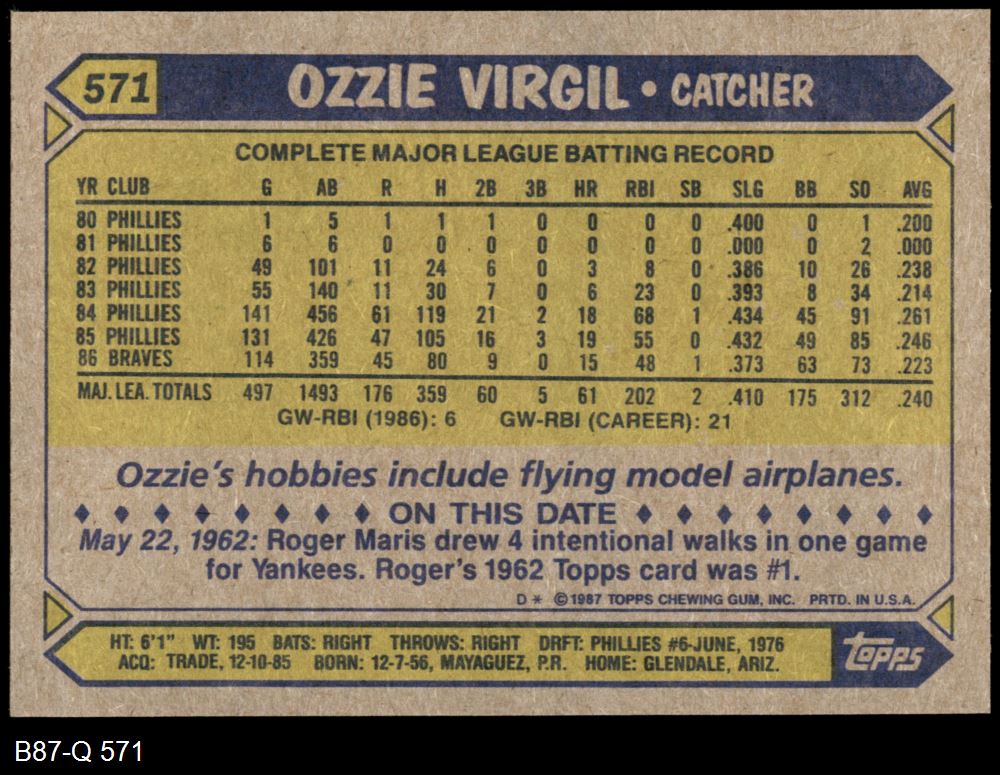 571 OZZIE VIRGIL • CATCHER
COMPLETE MAJOR LEAGUE BATTING RECORD
YR CLUB G AB R H 2B 3B HR RBI SB SLG BB SO AVG
80 PHILLIES 1 5 1 1 1 0 0 0 0 .400 0 1 .200
81 PHILLIES 6 6 0 0 0 0 0 0 0 .000 0 2 .000
82 PHILLIES 49 101 11 24 6 0 3 8 0 .386 10 26 .238
83 PHILLIES 55 140 11 30 7 0 6 23 0 .393 8 34 .214
84 PHILLIES 141 456 61 119 21 2 18 68 1 .434 45 91 .261
85 PHILLIES 131 426 47 105 16 3 19 55 0 .432 49 85 .246
86 BRAVES 114 359 45 80 9 0 15 48 1 .373 63 73 .223
MAJ. LEA. TOTALS 497 1493 176 359 60 5 61 202 2 .410 175 312 .240
GW-RBI (1986): 6 GW-RBI (CAREER): 21
Ozzie's hobbies include flying model airplanes.
♦ ♦ ♦ ♦ ♦ ♦ ♦ ♦ ON THIS DATE ♦ ♦ ♦ ♦ ♦ ♦ ♦ ♦
May 22, 1962: Roger Maris drew 4 intentional walks in one game
for Yankees. Roger's 1962 Topps card was #1.
D * ©1987 TOPPS CHEWING GUM, INC. PRTD. IN U.S.A.
HT: 6'1" WT: 195 BATS: RIGHT THROWS: RIGHT DRFT: PHILLIES #6-JUNE, 1976
ACQ: TRADE, 12-10-85 BORN: 12-7-56, MAYAGUEZ, P.R. HOME: GLENDALE, ARIZ.
topps
B87-Q 571